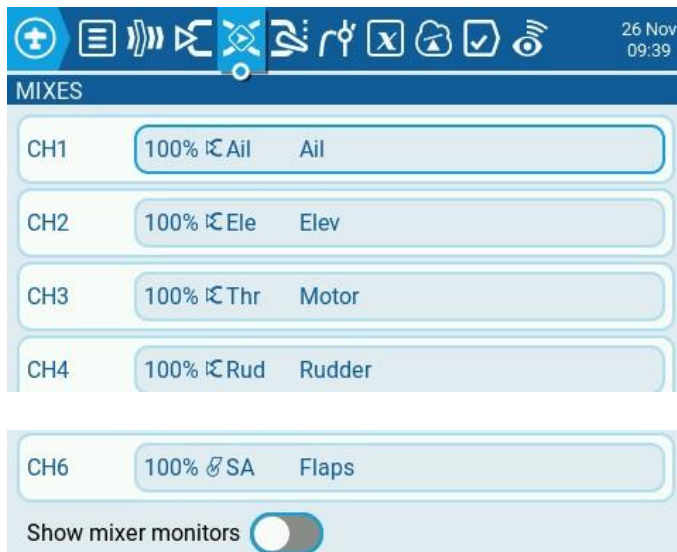 26 Nov
09:39
MIXES
CH1 100% Ail Ail
CH2 100% Ele Elev
CH3 100% Thr Motor
CH4 100% Rud Rudder
CH6 100% SA Flaps
Show mixer monitors